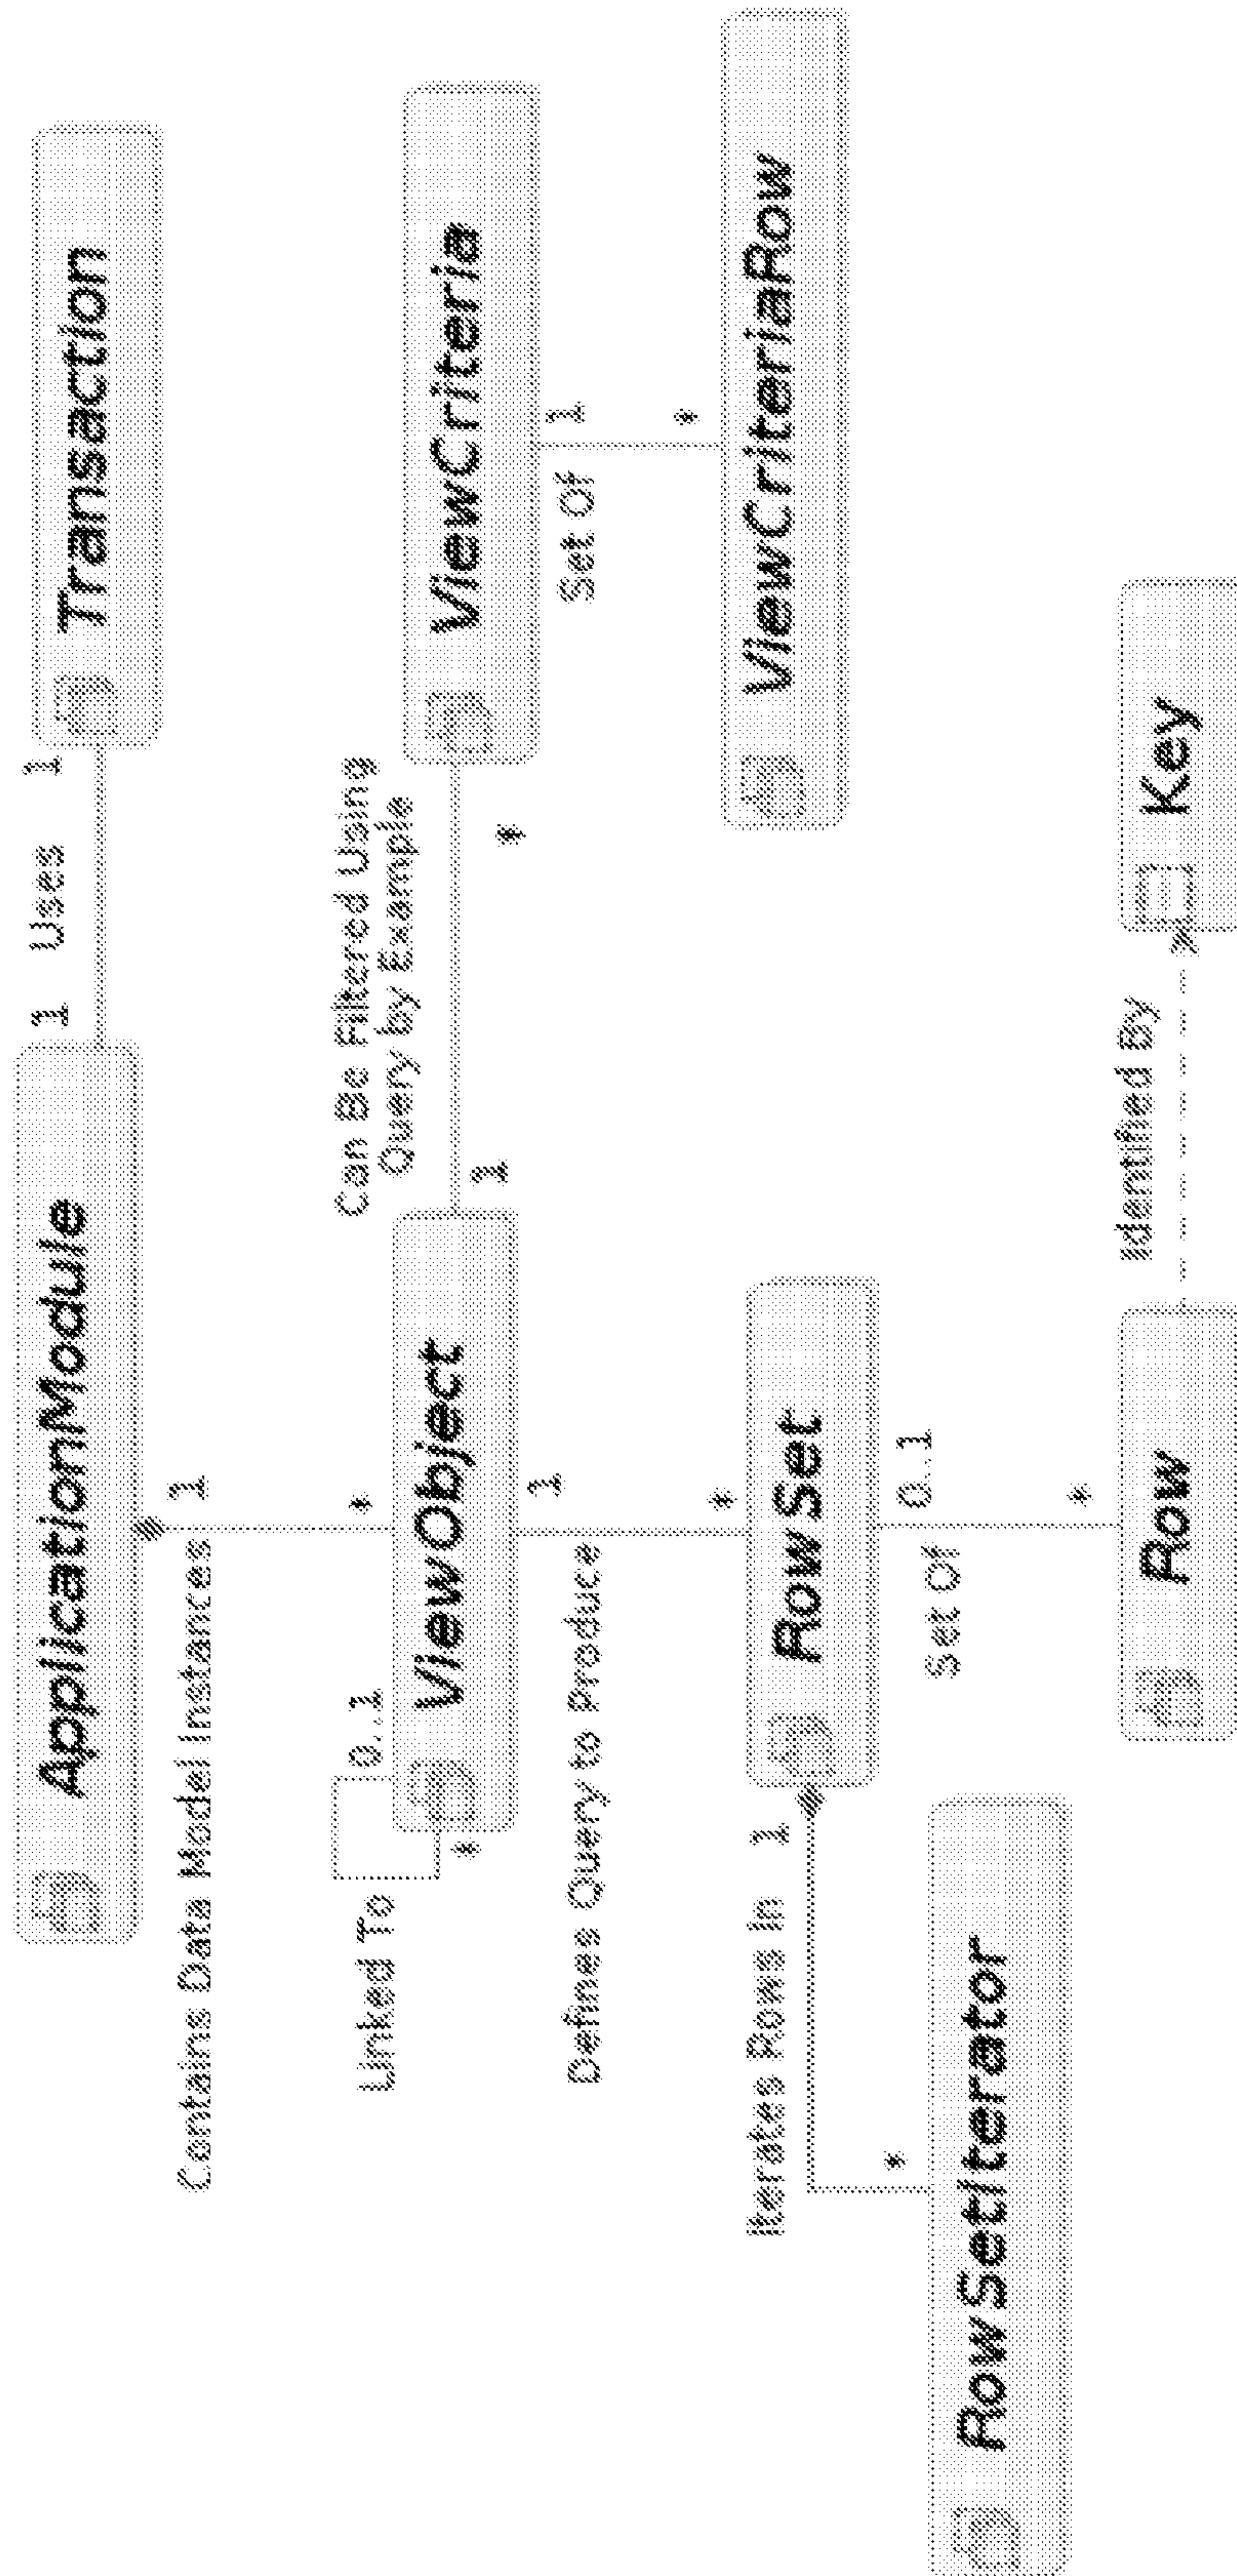 ApplicationModule
1 Uses 1
Transaction
Contains Data Model Instances
1
*
Linked To
0..1
*
ViewObject
Can Be Filtered Using
Query by Example
1
*
ViewCriteria
Defines Query to Produce
1
*
Set Of
1
*
Iterates Rows In 1
*
RowSet
ViewCriteriaRow
RowSetIterator
Set Of
0..1
*
Row
Identified By
Key